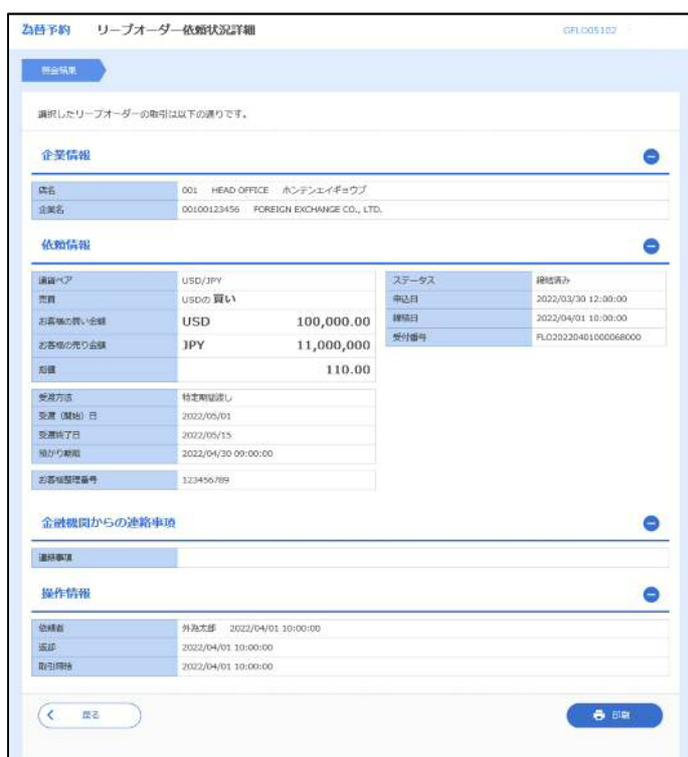 為替予約 リーブオーダー依頼状況詳細 GFLO05102
照会結果
選択したリーブオーダーの取引は以下の通りです。
企業情報
店名 001 HEAD OFFICE ホンテンエイギョウブ
企業名 00100123456 FOREIGN EXCHANGE CO., LTD.
依頼情報
通貨ペア USD/JPY
売買 USDの 買い
お客様の買い金額 USD 100,000.00
お客様の売り金額 JPY 11,000,000
指値 110.00
ステータス 締結済み
申込日 2022/03/30 12:00:00
締結日 2022/04/01 10:00:00
受付番号 FLO20220401000068000
受渡方法 特定期間渡し
受渡（開始）日 2022/05/01
受渡終了日 2022/05/15
預かり期限 2022/04/30 09:00:00
お客様整理番号 123456789
金融機関からの連絡事項
連絡事項
操作情報
依頼者 外為太郎 2022/04/01 10:00:00
返却 2022/04/01 10:00:00
取引開始 2022/04/01 10:00:00
戻る 印刷